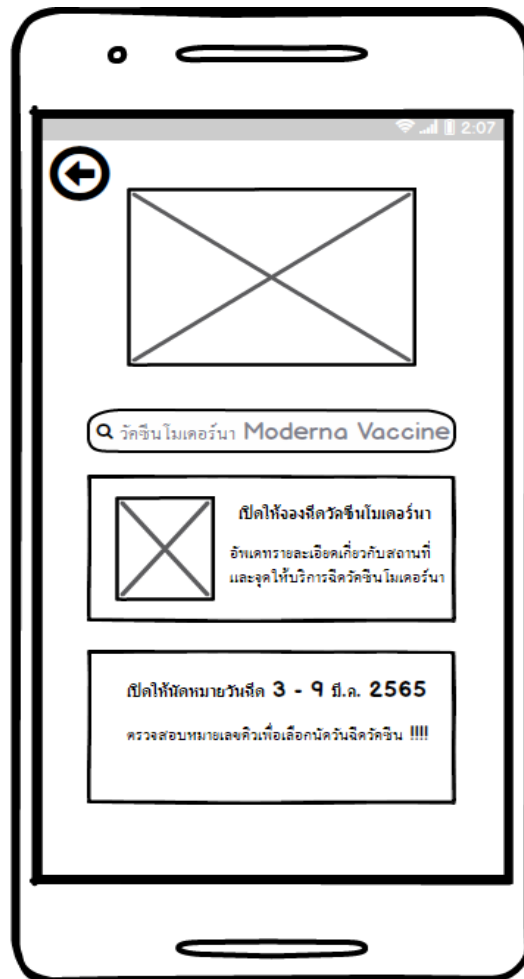 2:07
วัคซีนโมเดอร์นา Moderna Vaccine
เปิดให้จองฉีดวัคซีนโมเดอร์นา
อัพเดทรายละเอียดเกี่ยวกับสถานที่
และจุดให้บริการฉีดวัคซีนโมเดอร์นา
เปิดให้นัดหมายวันฉีด 3 - 9 มี.ค. 2565
ตรวจสอบหมายเลขคิวเพื่อเลือกนัดวันฉีดวัคซีน !!!!